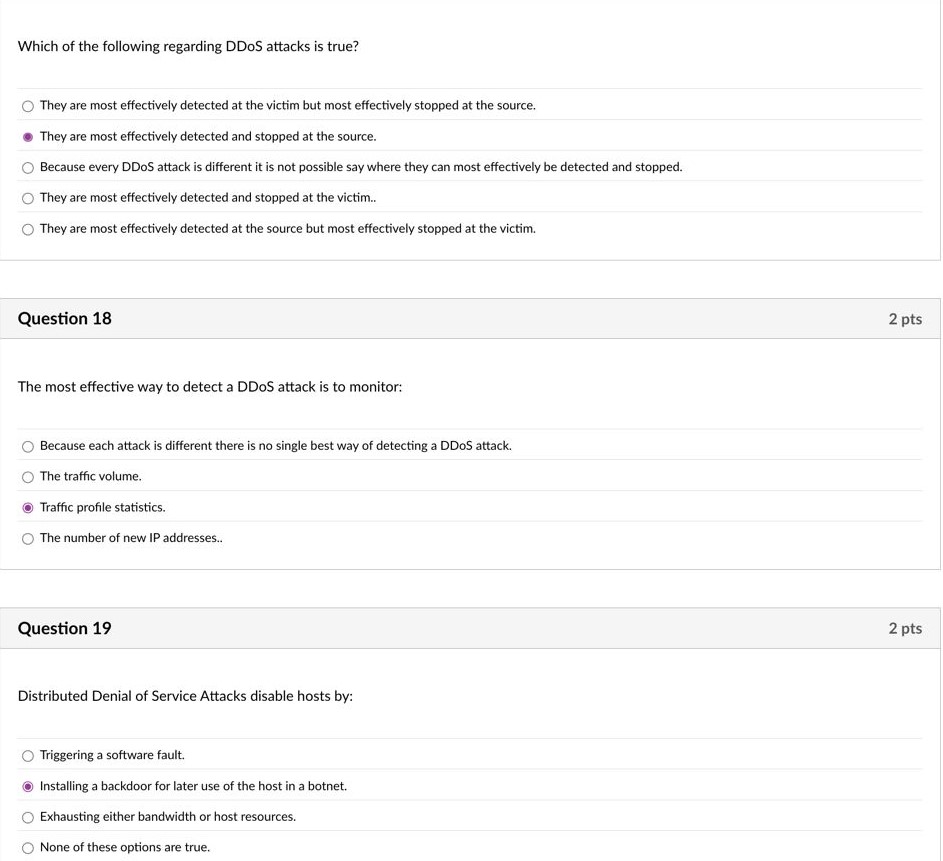 Which of the following regarding DDoS attacks is true?
They are most effectively detected at the victim but most effectively stopped at the source.
They are most effectively detected and stopped at the source.
Because every DDoS attack is different it is not possible say where they can most effectively be detected and stopped.
They are most effectively detected and stopped at the victim..
They are most effectively detected at the source but most effectively stopped at the victim.
Question 18 2 pts
The most effective way to detect a DDoS attack is to monitor:
Because each attack is different there is no single best way of detecting a DDoS attack.
The traffic volume.
Traffic profile statistics.
The number of new IP addresses..
Question 19 2 pts
Distributed Denial of Service Attacks disable hosts by:
Triggering a software fault.
Installing a backdoor for later use of the host in a botnet.
Exhausting either bandwidth or host resources.
None of these options are true.